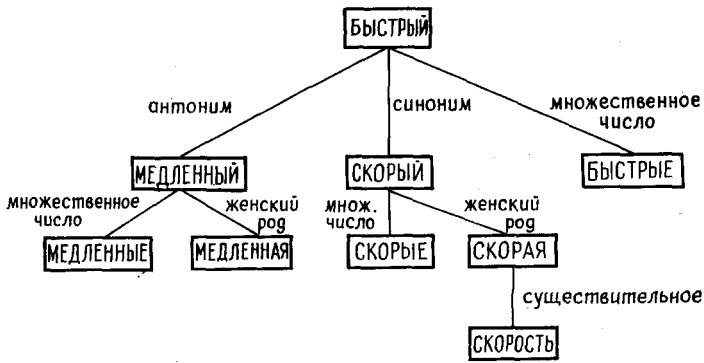 БЫСТРЫЙ
антоним
синоним
множественное
число
МЕДЛЕННЫЙ
СКОРЫЙ
БЫСТРЫЕ
множественное
число
женский
род
множ.
число
женский
род
МЕДЛЕННЫЕ
МЕДЛЕННАЯ
СКОРЫЕ
СКОРАЯ
существительное
СКОРОСТЬ